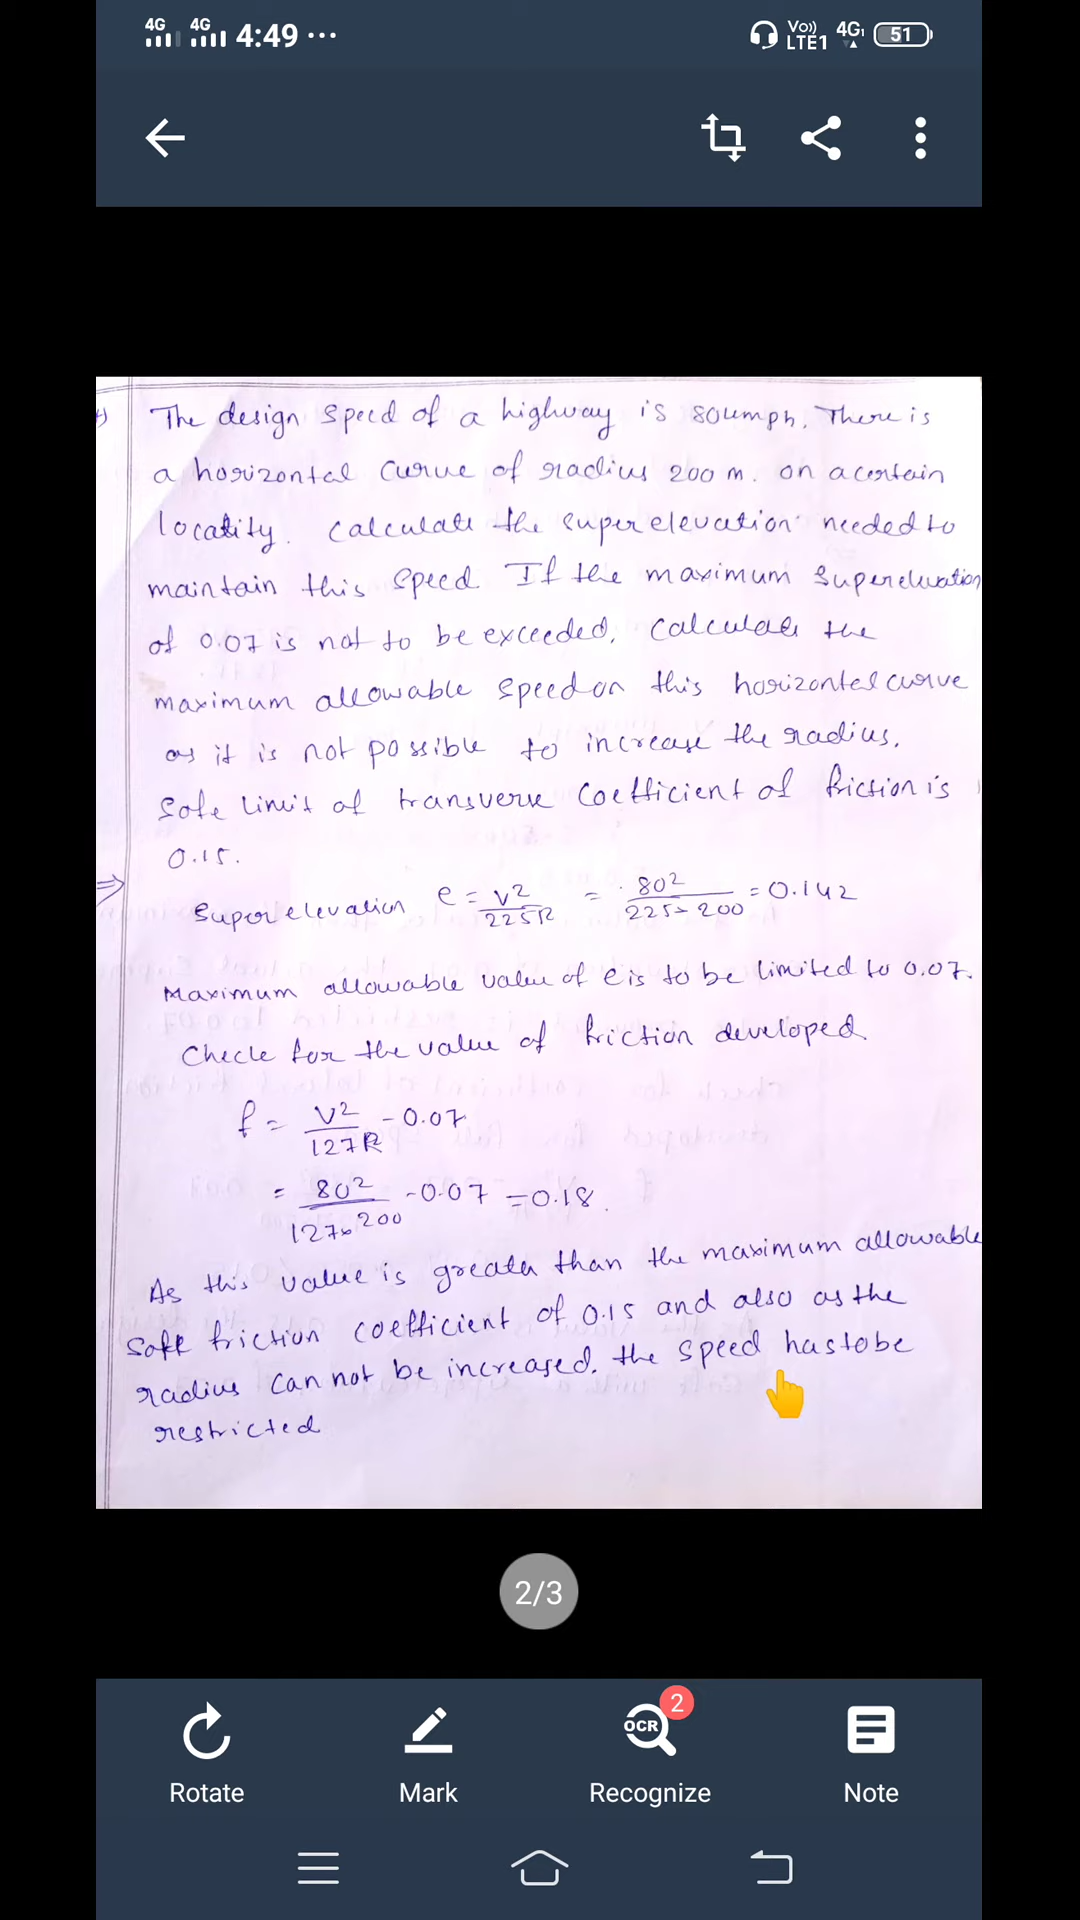 4G 4G 4:49 ... Vo)) LTE1 4G 51
The design speed of a highway is 80kmph. There is
a horizontal curve of radius 200 m. on a certain
locality. calculate the superelevation needed to
maintain this speed. If the maximum superelevation
of 0.07 is not to be exceeded. calculate the
maximum allowable speed on this horizontal curve
as it is not possible to increase the radius.
Safe limit of transverse coefficient of friction is
0.15.
⇒ Superelevation e = V²/225R = 80²/225×200 = 0.142
Maximum allowable value of e is to be limited to 0.07.
Check for the value of friction developed.
f = V²/127R - 0.07
= 80²/127×200 - 0.07 = 0.18.
As this value is greater than the maximum allowable
safe friction coefficient of 0.15 and also as the
radius can not be increased. the speed has to be
restricted
2/3
2
OCR
Rotate Mark Recognize Note